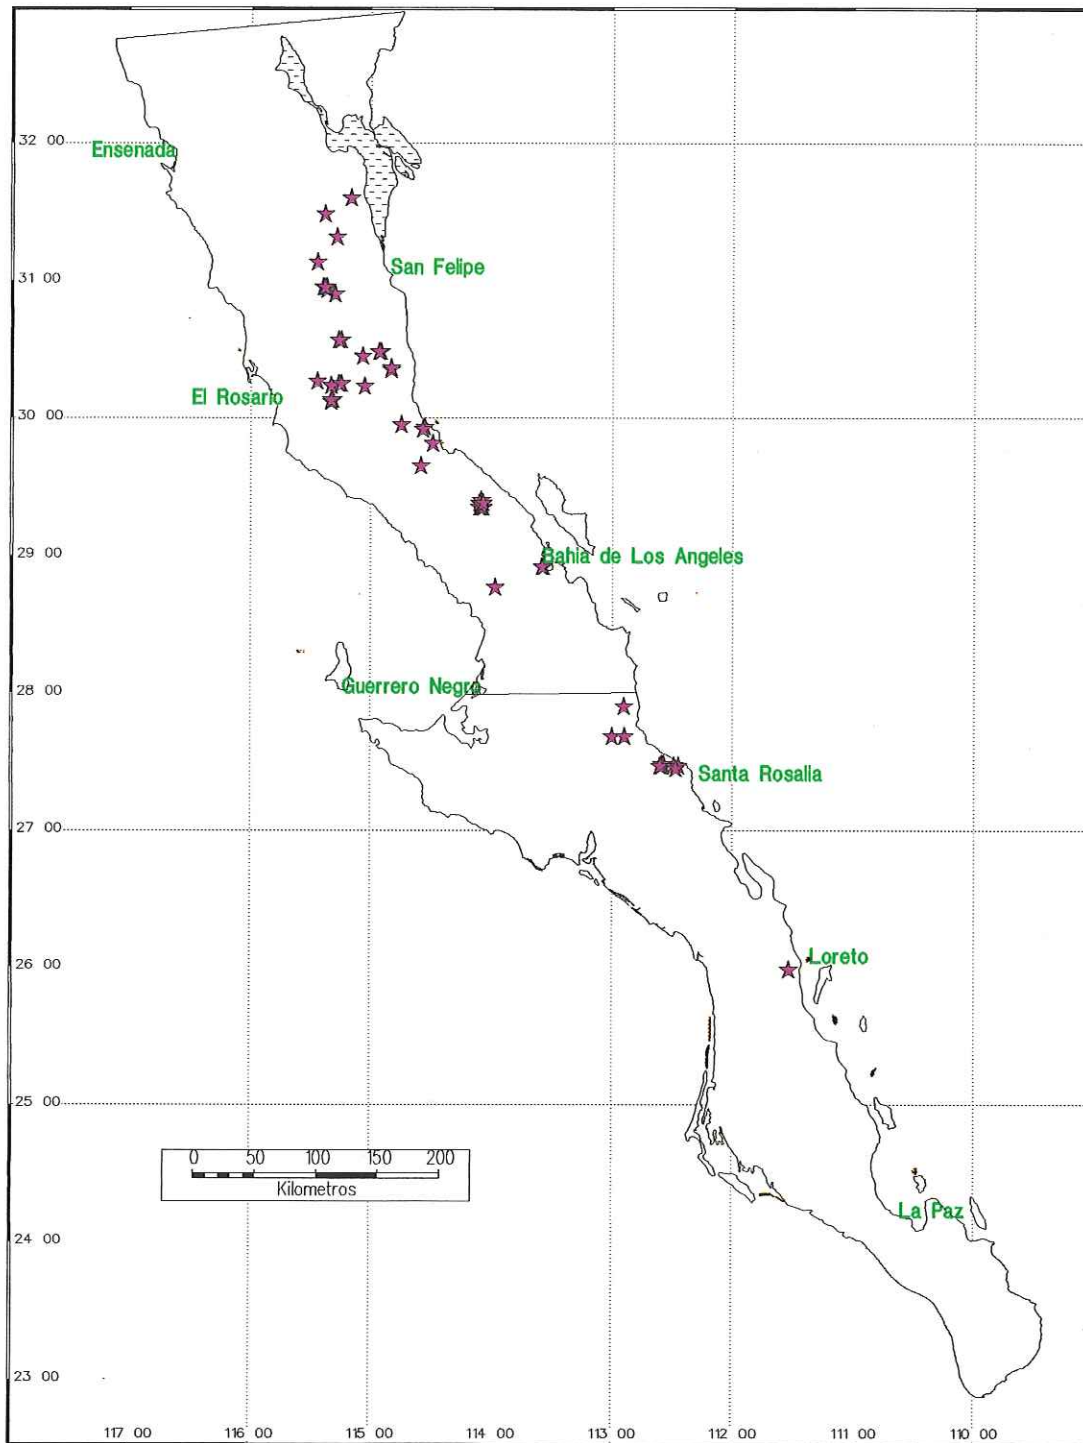 32 00
Ensenada
San Felipe
31 00
El Rosario
30 00
29 00
Bahia de Los Angeles
28 00
Guerrero Negro
Santa Rosalia
27 00
26 00
Loreto
25 00
0 50 100 150 200
Kilometros
La Paz
24 00
23 00
117 00 116 00 115 00 114 00 113 00 112 00 111 00 110 00